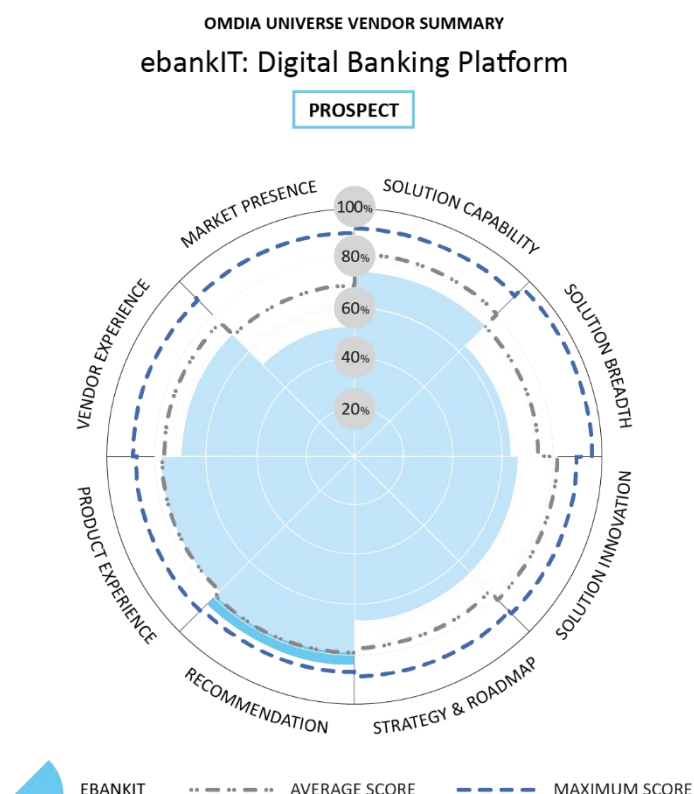 OMDIA UNIVERSE VENDOR SUMMARY
ebankIT: Digital Banking Platform
PROSPECT
MARKET PRESENCE
SOLUTION CAPABILITY
100%
80%
60%
40%
20%
VENDOR EXPERIENCE
SOLUTION BREADTH
PRODUCT EXPERIENCE
SOLUTION INNOVATION
RECOMMENDATION
STRATEGY & ROADMAP
EBANKIT AVERAGE SCORE MAXIMUM SCORE